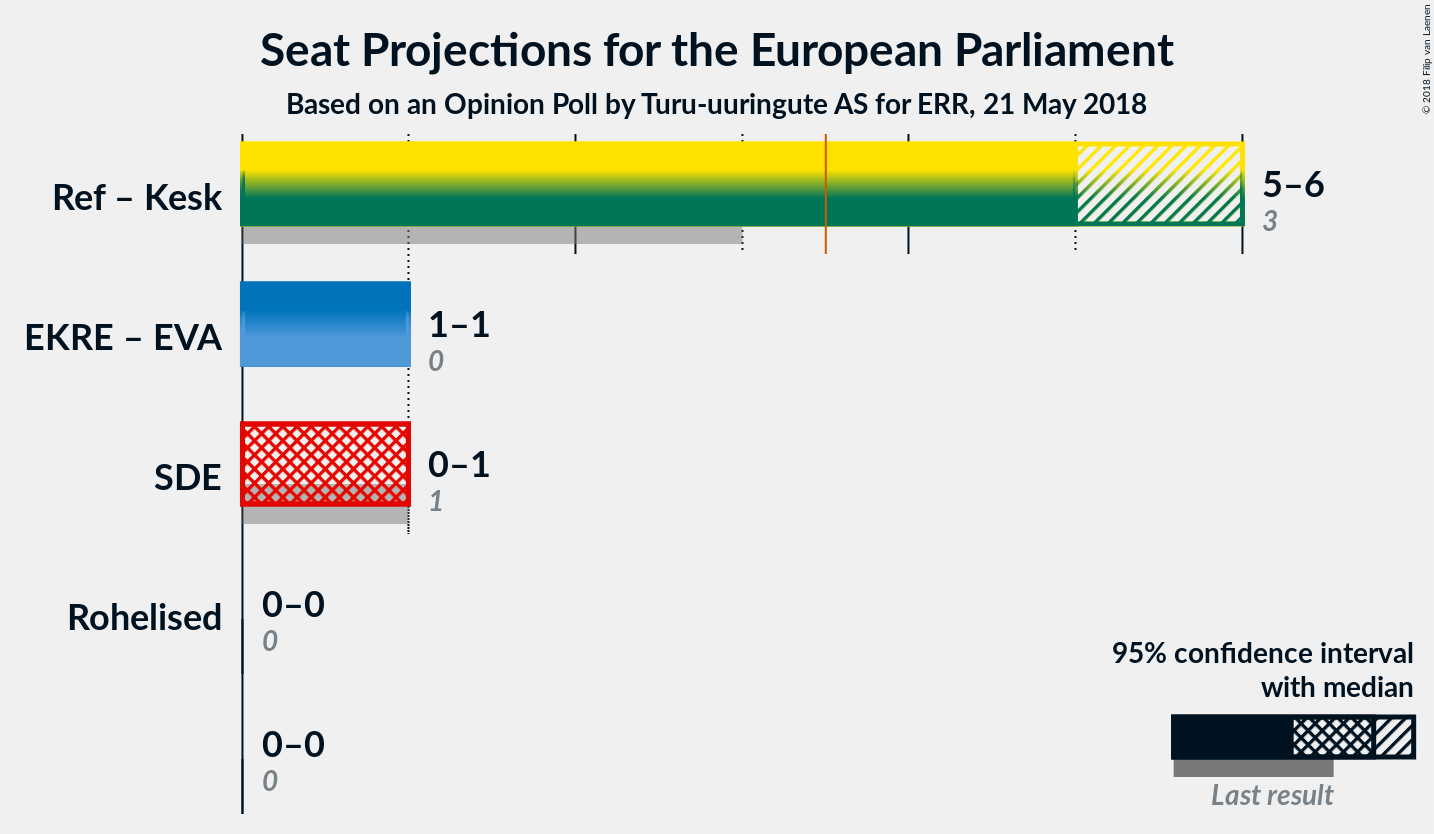 Seat Projections for the European Parliament
Based on an Opinion Poll by Turu-uuringute AS for ERR, 21 May 2018
© 2018 Filip van Laenen
Ref – Kesk
5–6
3
EKRE – EVA
1–1
0
SDE
0–1
1
Rohelised
0–0
0
0–0
0
95% confidence interval
with median
Last result